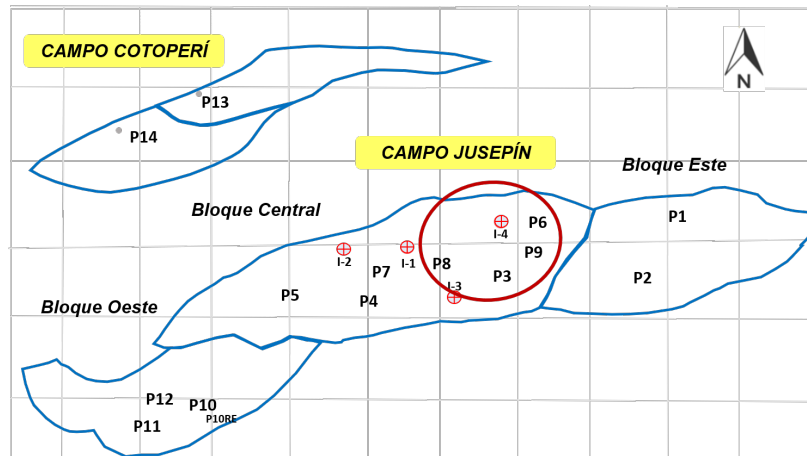 CAMPO COTOPERÍ
N
P13
P14
CAMPO JUSEPÍN
Bloque Este
Bloque Central
P1
P6
I-4
I-2
I-1
P9
P8
P7
P3
P2
I-3
P5
P4
Bloque Oeste
P12
P10
P10RE
P11